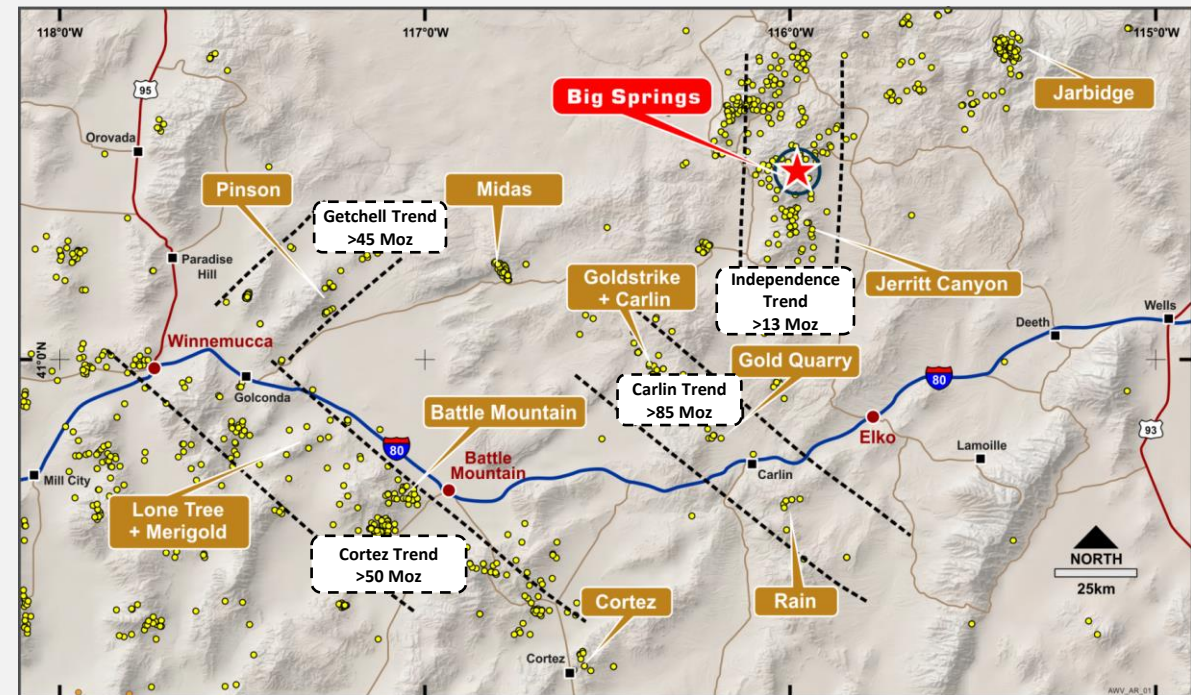 118°0'W
117°0'W
116°0'W
115°0'W
95
Big Springs
Jarbidge
Orovada
Pinson
Midas
Getchell Trend
>45 Moz
Paradise
Hill
Goldstrike
+ Carlin
Independence
Trend
>13 Moz
Jerritt Canyon
Wells
Deeth
Winnemucca
41°0'N
Gold Quarry
80
Golconda
Carlin Trend
>85 Moz
Battle Mountain
Elko
93
80
Battle
Mountain
Lamoille
Carlin
Mill City
Lone Tree
+ Merigold
Cortez Trend
>50 Moz
NORTH
25km
Cortez
Rain
Cortez
AWV_AR_01